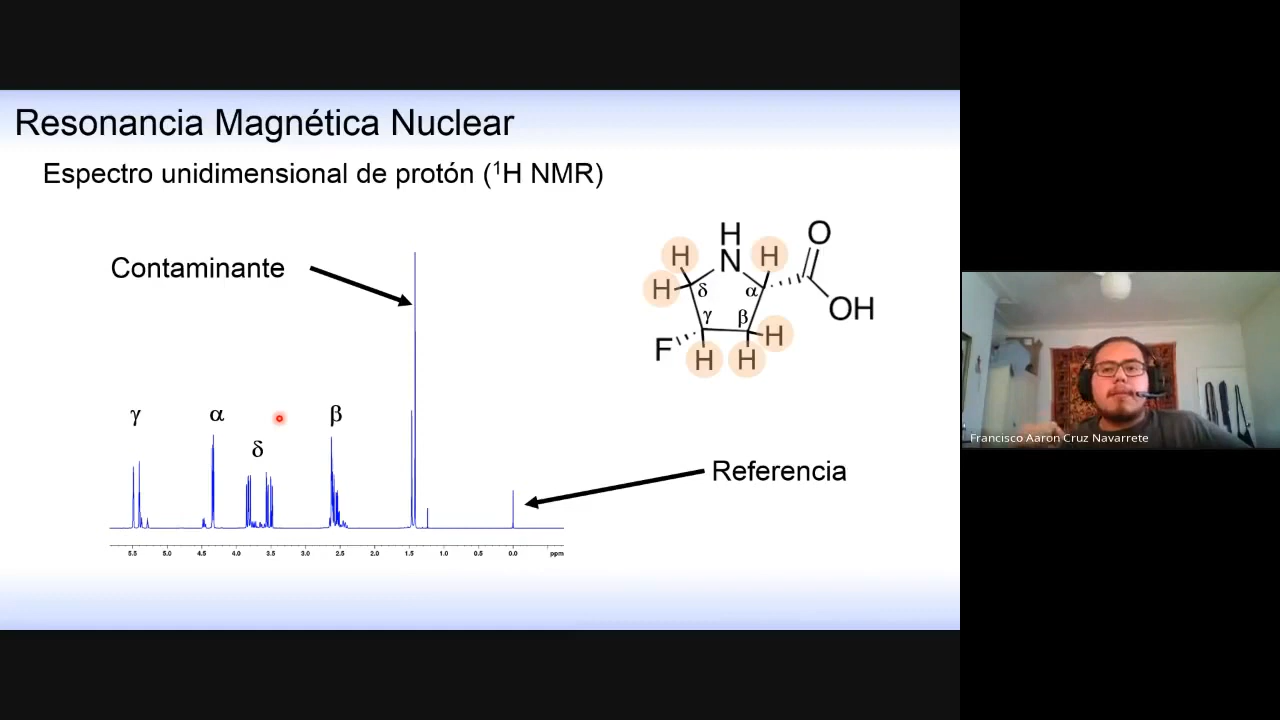 Resonancia Magnética Nuclear
Espectro unidimensional de protón (¹H NMR)
Contaminante
γ α δ β
Referencia
5.5 5.0 4.5 4.0 3.5 3.0 2.5 2.0 1.5 1.0 0.5 0.0 ppm
H O
H N H
H δ α OH
γ β
F H H H
Francisco Aaron Cruz Navarrete